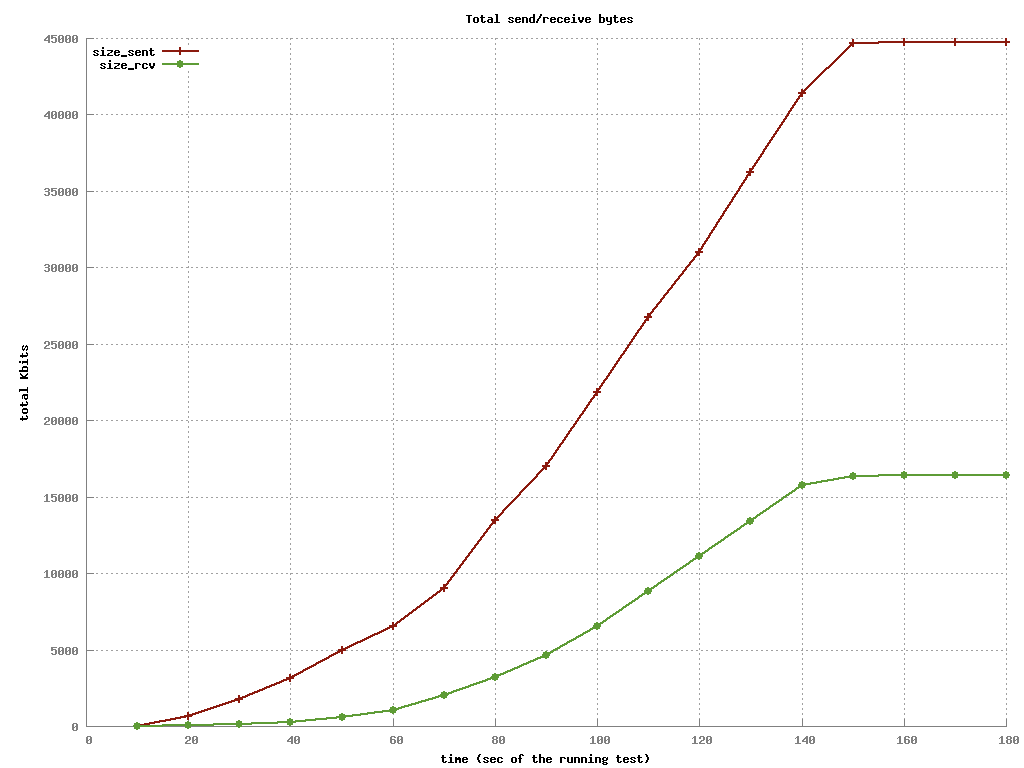 Total send/receive bytes
size_sent
size_rcv
45000
40000
35000
30000
25000
20000
15000
10000
5000
0
total Kbits
0 20 40 60 80 100 120 140 160 180
time (sec of the running test)